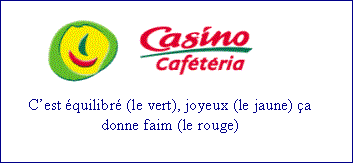 Casino
Cafétéria
C'est équilibré (le vert), joyeux (le jaune) ça
donne faim (le rouge)